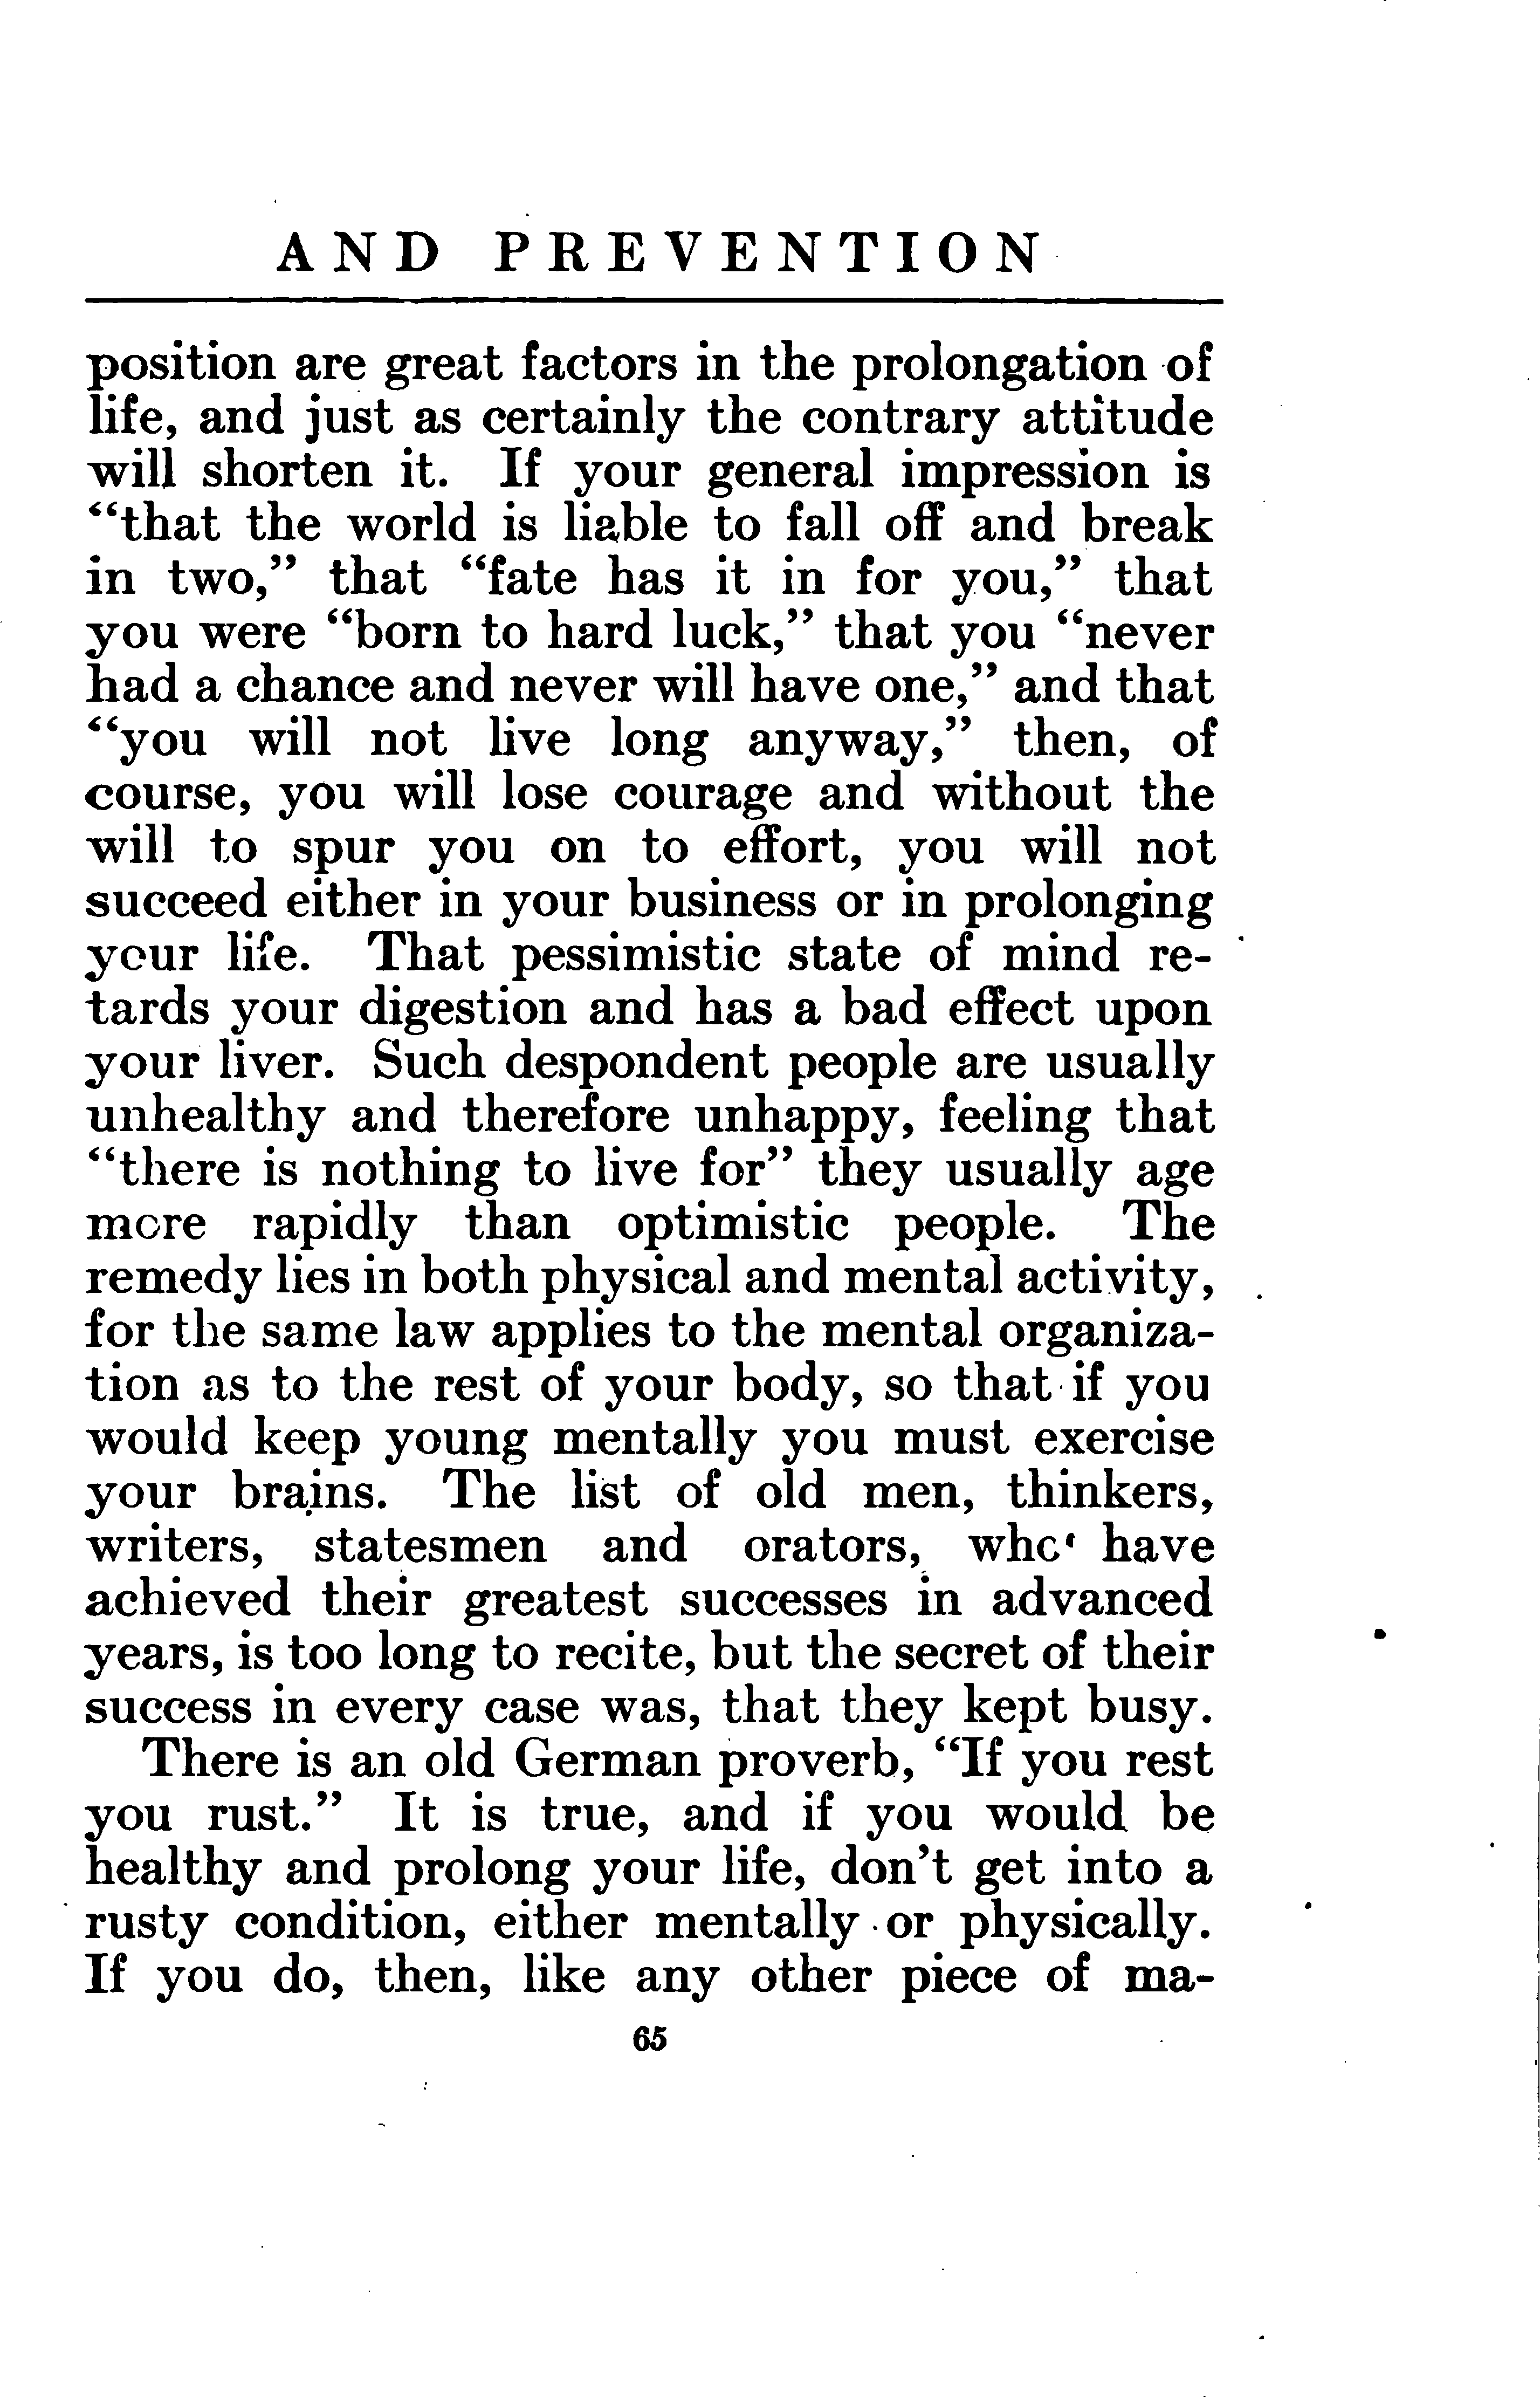 AND PREVENTION
position are great factors in the prolongation of
life, and just as certainly the contrary attitude
will shorten it. If your general impression is
“that the world is liable to fall off and break
in two,” that “fate has it in for you,” that
you were “born to hard luck,” that you “never
had a chance and never will have one,” and that
“you will not live long anyway,” then, of
course, you will lose courage and without the
will to spur you on to effort, you will not
succeed either in your business or in prolonging
your life. That pessimistic state of mind re-
tards your digestion and has a bad effect upon
your liver. Such despondent people are usually
unhealthy and therefore unhappy, feeling that
“there is nothing to live for” they usually age
more rapidly than optimistic people. The
remedy lies in both physical and mental activity,
for the same law applies to the mental organiza-
tion as to the rest of your body, so that if you
would keep young mentally you must exercise
your brains. The list of old men, thinkers,
writers, statesmen and orators, who have
achieved their greatest successes in advanced
years, is too long to recite, but the secret of their
success in every case was, that they kept busy.
There is an old German proverb, “If you rest
you rust.” It is true, and if you would be
healthy and prolong your life, don’t get into a
rusty condition, either mentally or physically.
If you do, then, like any other piece of ma-
65